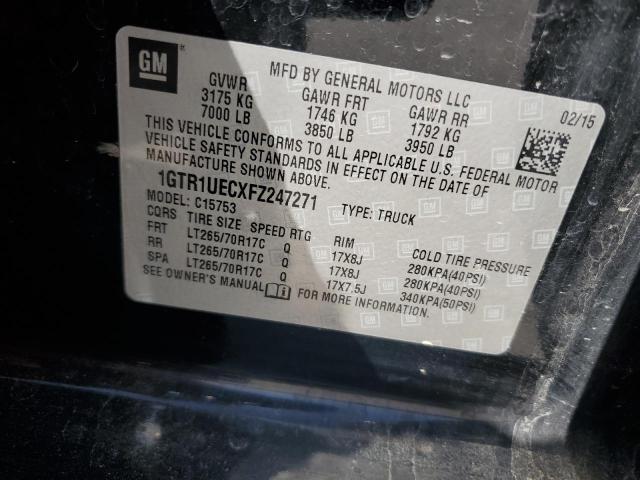 GM
MFD BY GENERAL MOTORS LLC
02/15
GVWR GAWR FRT GAWR RR
3175 KG 1746 KG 1792 KG
7000 LB 3850 LB 3950 LB
THIS VEHICLE CONFORMS TO ALL APPLICABLE U.S. FEDERAL MOTOR
VEHICLE SAFETY STANDARDS IN EFFECT ON THE DATE OF
MANUFACTURE SHOWN ABOVE.
1GTR1UECXFZ247271 TYPE: TRUCK
MODEL: C15753
CQRS TIRE SIZE SPEED RTG RIM COLD TIRE PRESSURE
FRT LT265/70R17C Q 17X8J 280KPA(40PSI)
RR LT265/70R17C Q 17X8J 280KPA(40PSI)
SPA LT265/70R17C Q 17X7.5J 340KPA(50PSI)
SEE OWNER'S MANUAL FOR MORE INFORMATION.